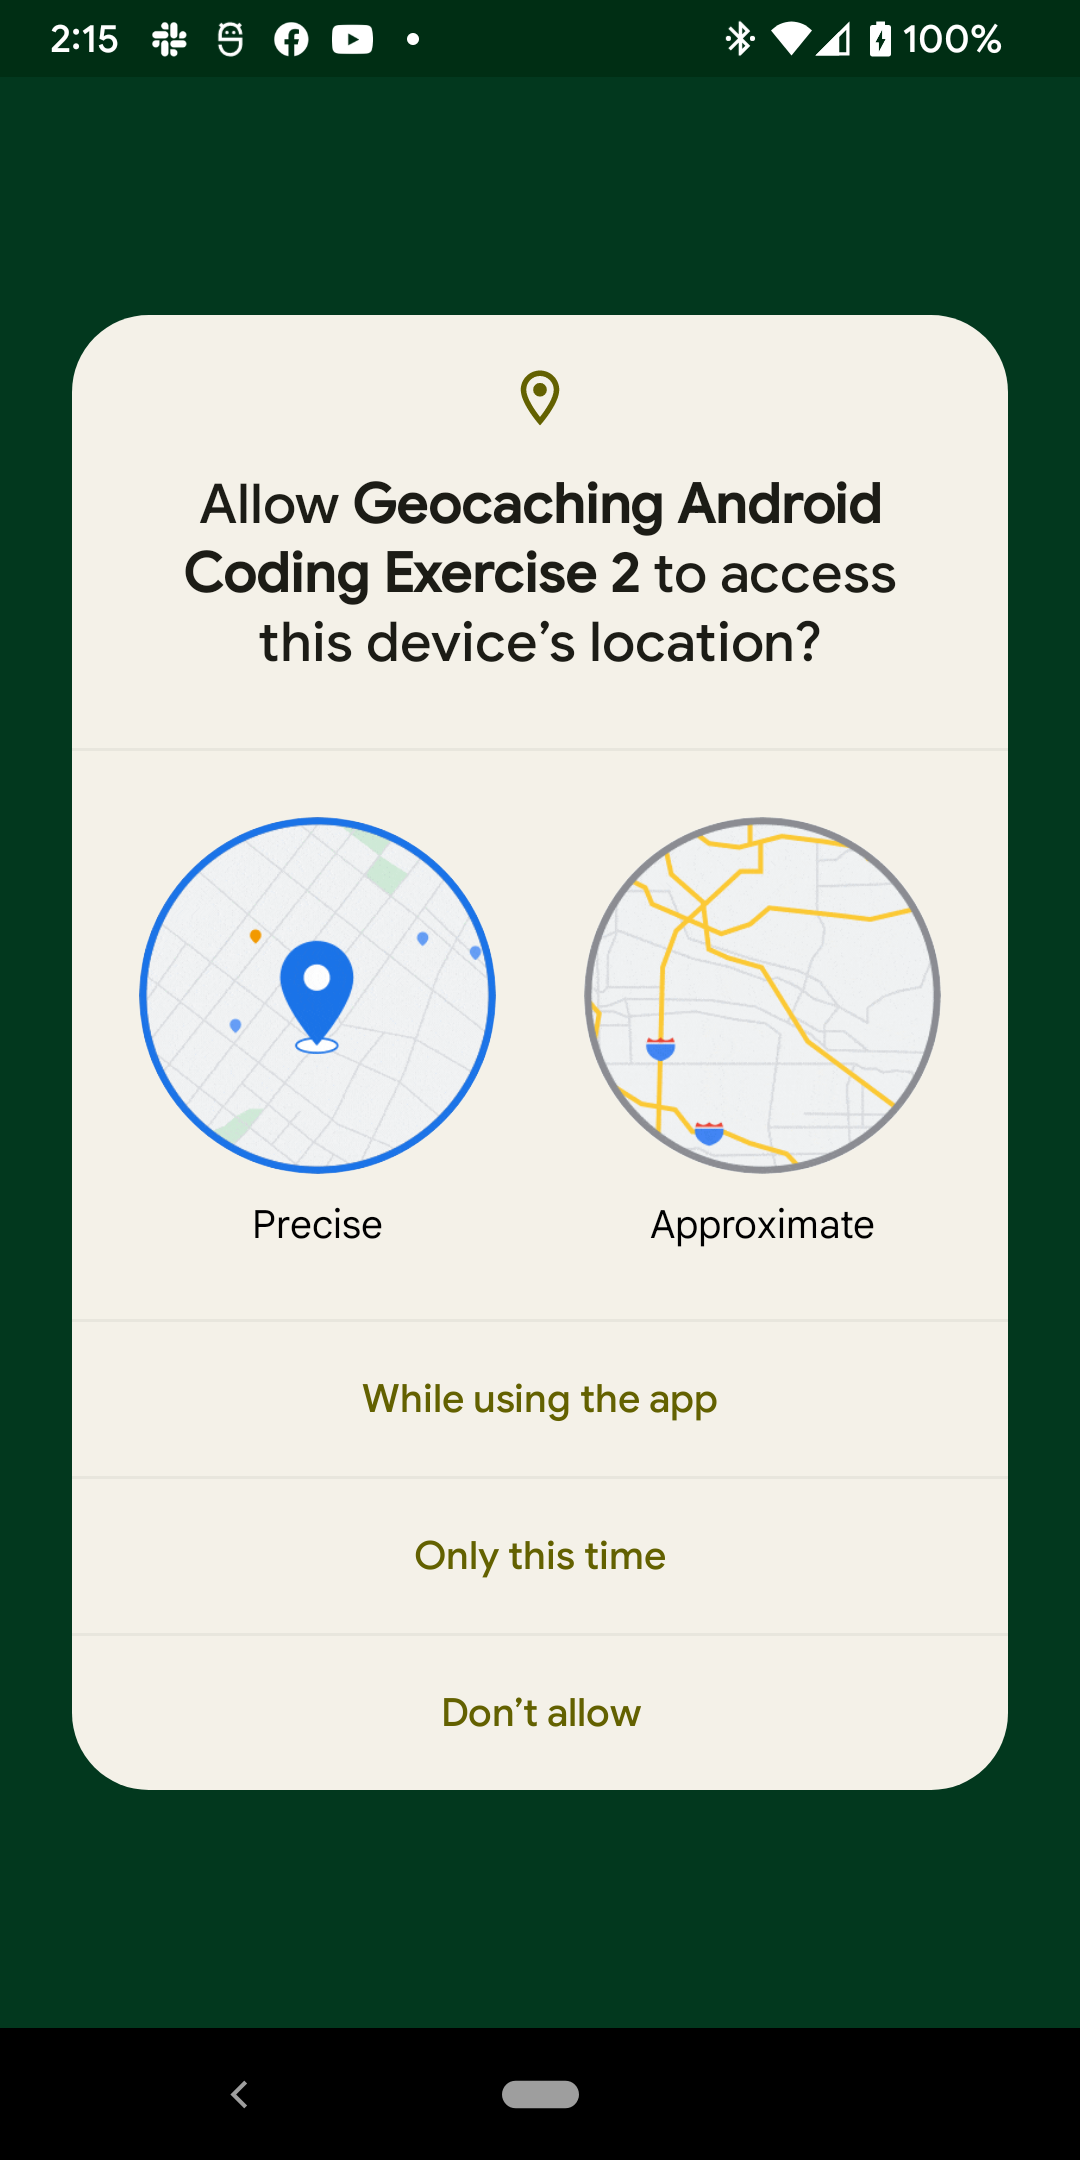 2:15 100%
Allow Geocaching Android
Coding Exercise 2 to access
this device’s location?
Precise
Approximate
While using the app
Only this time
Don’t allow